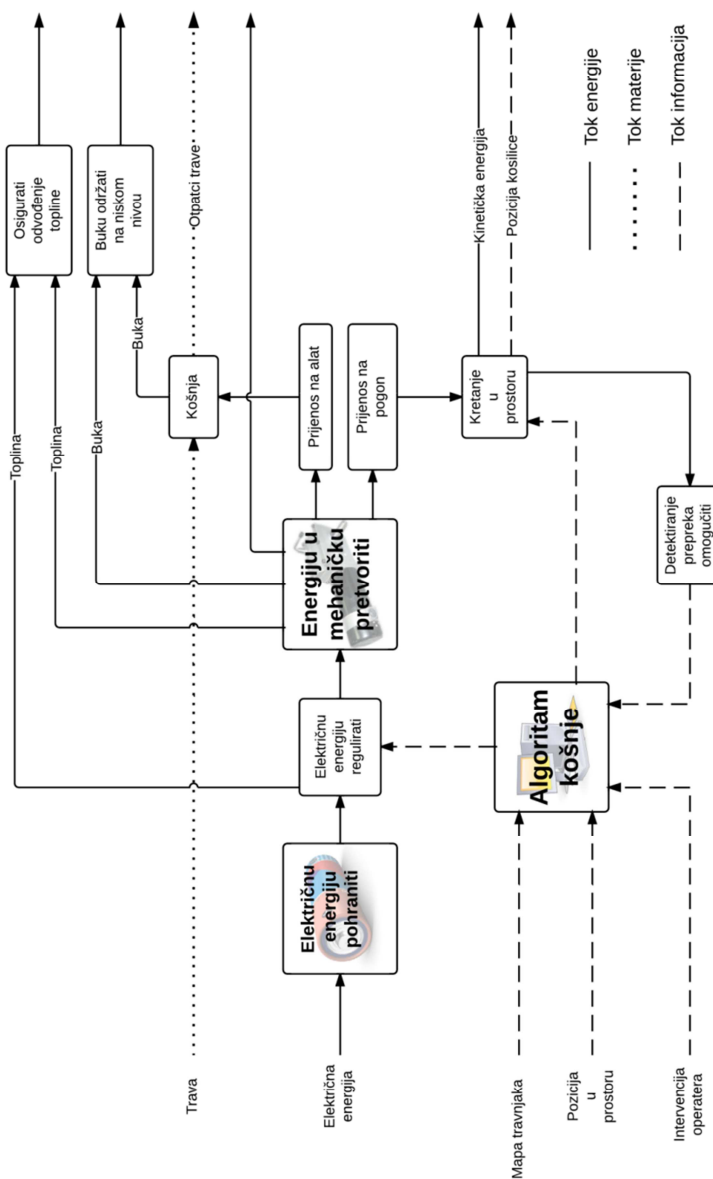 Toplina
Osigurati
odvođenje
topline
Toplina
Buka
Buka
Buku održati
na niskom
nivou
Trava
Košnja
Otpatci trave
Električna
energija
Električnu
energiju
pohraniti
Električnu
energiju
regulirati
Energiju u
mehaničku
pretvoriti
Prijenos na alat
Prijenos na
pogon
Mapa travnjaka
Pozicija
u
prostoru
Intervencija
operatera
Algoritam
košnje
Kretanje
u
prostoru
Kinetička energija
Pozicija kosilice
Detektiranje
prepreka
omogučiti
Tok energije
Tok materije
Tok informacija